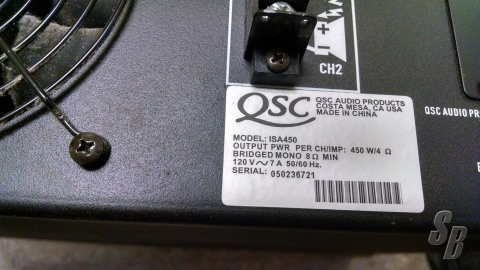 CH2
QSC
QSC AUDIO PRODUCTS
COSTA MESA, CA USA
MADE IN CHINA
MODEL: ISA450
OUTPUT PWR PER CH/IMP: 450 W/4 Ω
BRIDGED MONO 8 Ω MIN
120 V ~ 7 A 50/60 Hz.
SERIAL: 050236721
QSC AUDIO PR
SB